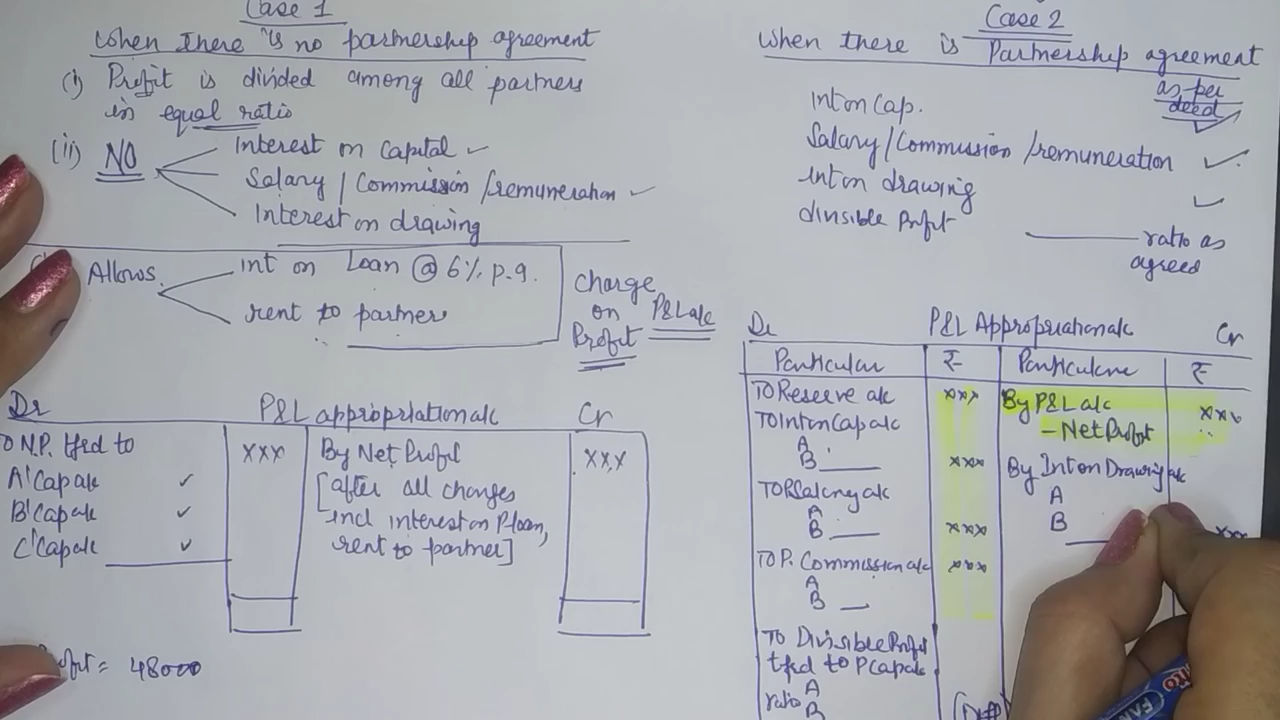 Case 1
When There is no partnership agreement
(i) Profit is divided among all partners
in equal ratio
(ii) NO
Interest on Capital ✓
Salary / Commission / remuneration ✓
Interest on drawing
Allows.
int on Loan @ 6% p.a.
rent to partner
Charge
on
Profit
P&L a/c
Dr P&L appropriation a/c Cr
To N.P. tfd to
A' Cap a/c ✓
B' Cap a/c ✓
C' Cap a/c ✓
xxx
By Net Profit
[after all charges
incl interest on P.loan,
rent to partner]
xxx
= 48000
Case 2
When there is Partnership agreement
as per
deed
Int on Cap. ✓
Salary / Commission / remuneration ✓
int on drawing ✓
divisible Profit
ratio as
agreed
Dr P&L Appropriation a/c Cr
Particular ₹ Particular ₹
To Reserve a/c xxx
To Int on Cap a/c
A
B xxx
To P. Salary a/c
A
B xxx
To P. Commission a/c xxx
A
B
To Divisible Profit
tfd to P Cap a/c
ratio A
B
By P&L a/c
- Net Profit xxx
By Int on Drawing a/c
A
B xxx